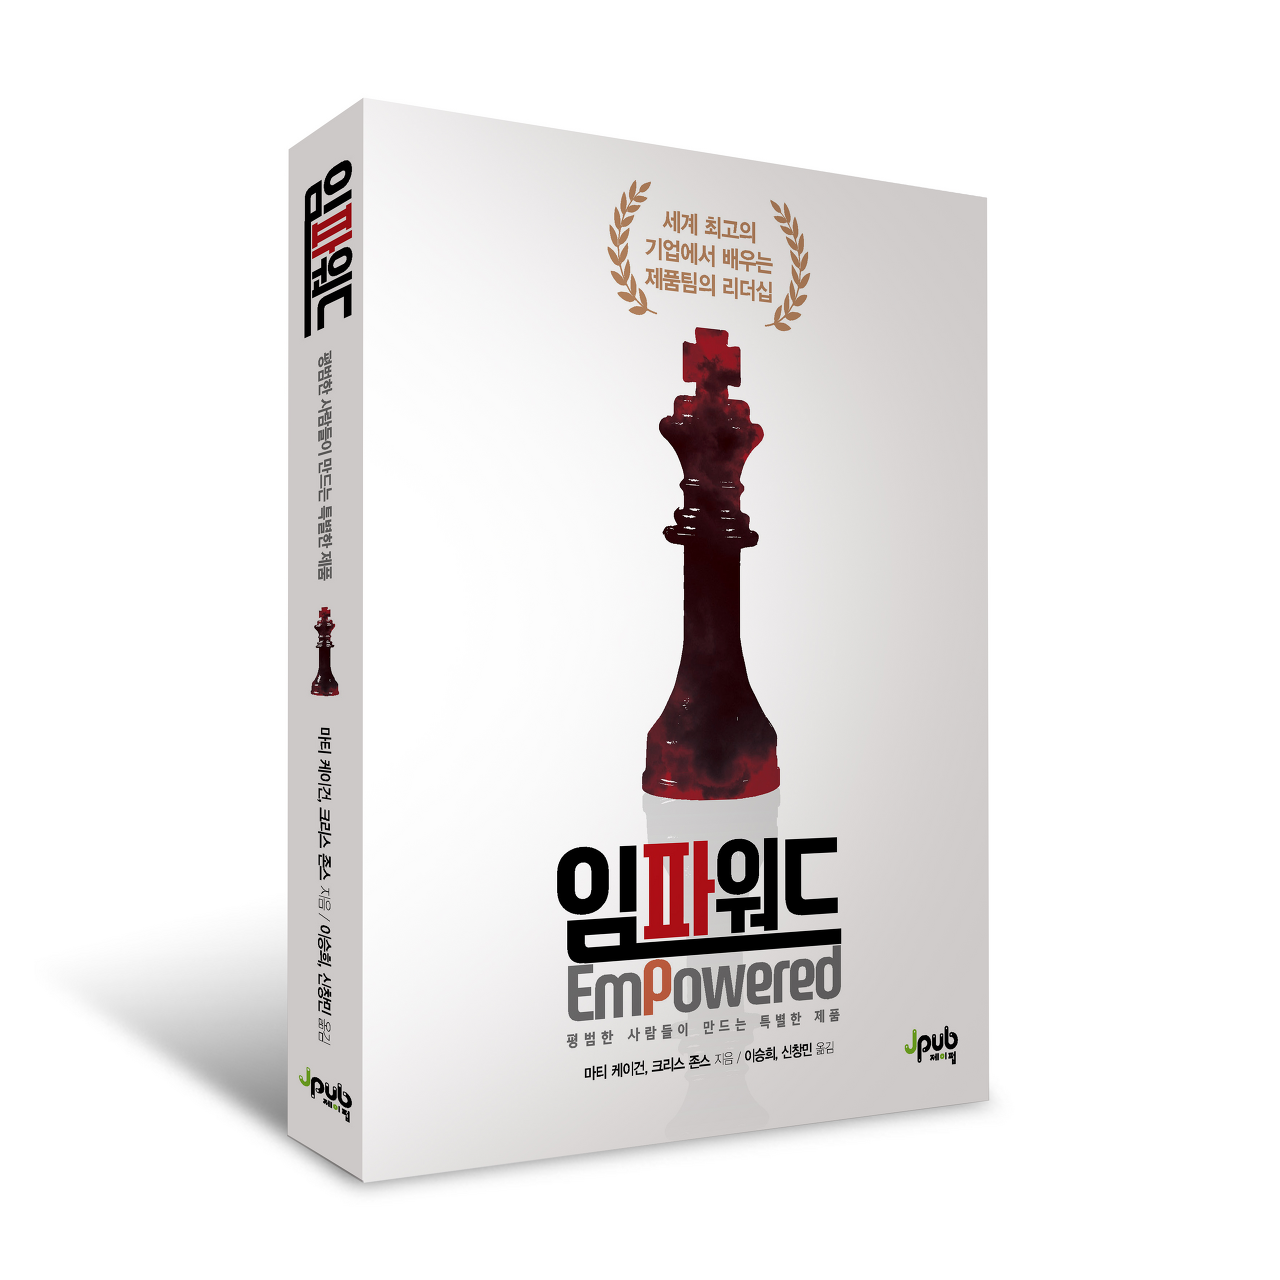 임파워드
평범한 사람들이 만드는 특별한 제품
마티 케이건, 크리스 존스 지음 / 이승희, 신창민 옮김
Jpub
제이펍
세계 최고의
기업에서 배우는
제품팀의 리더십
임파워드
EmPowered
평범한 사람들이 만드는 특별한 제품
마티 케이건, 크리스 존스 지음 / 이승희, 신창민 옮김
Jpub
제이펍